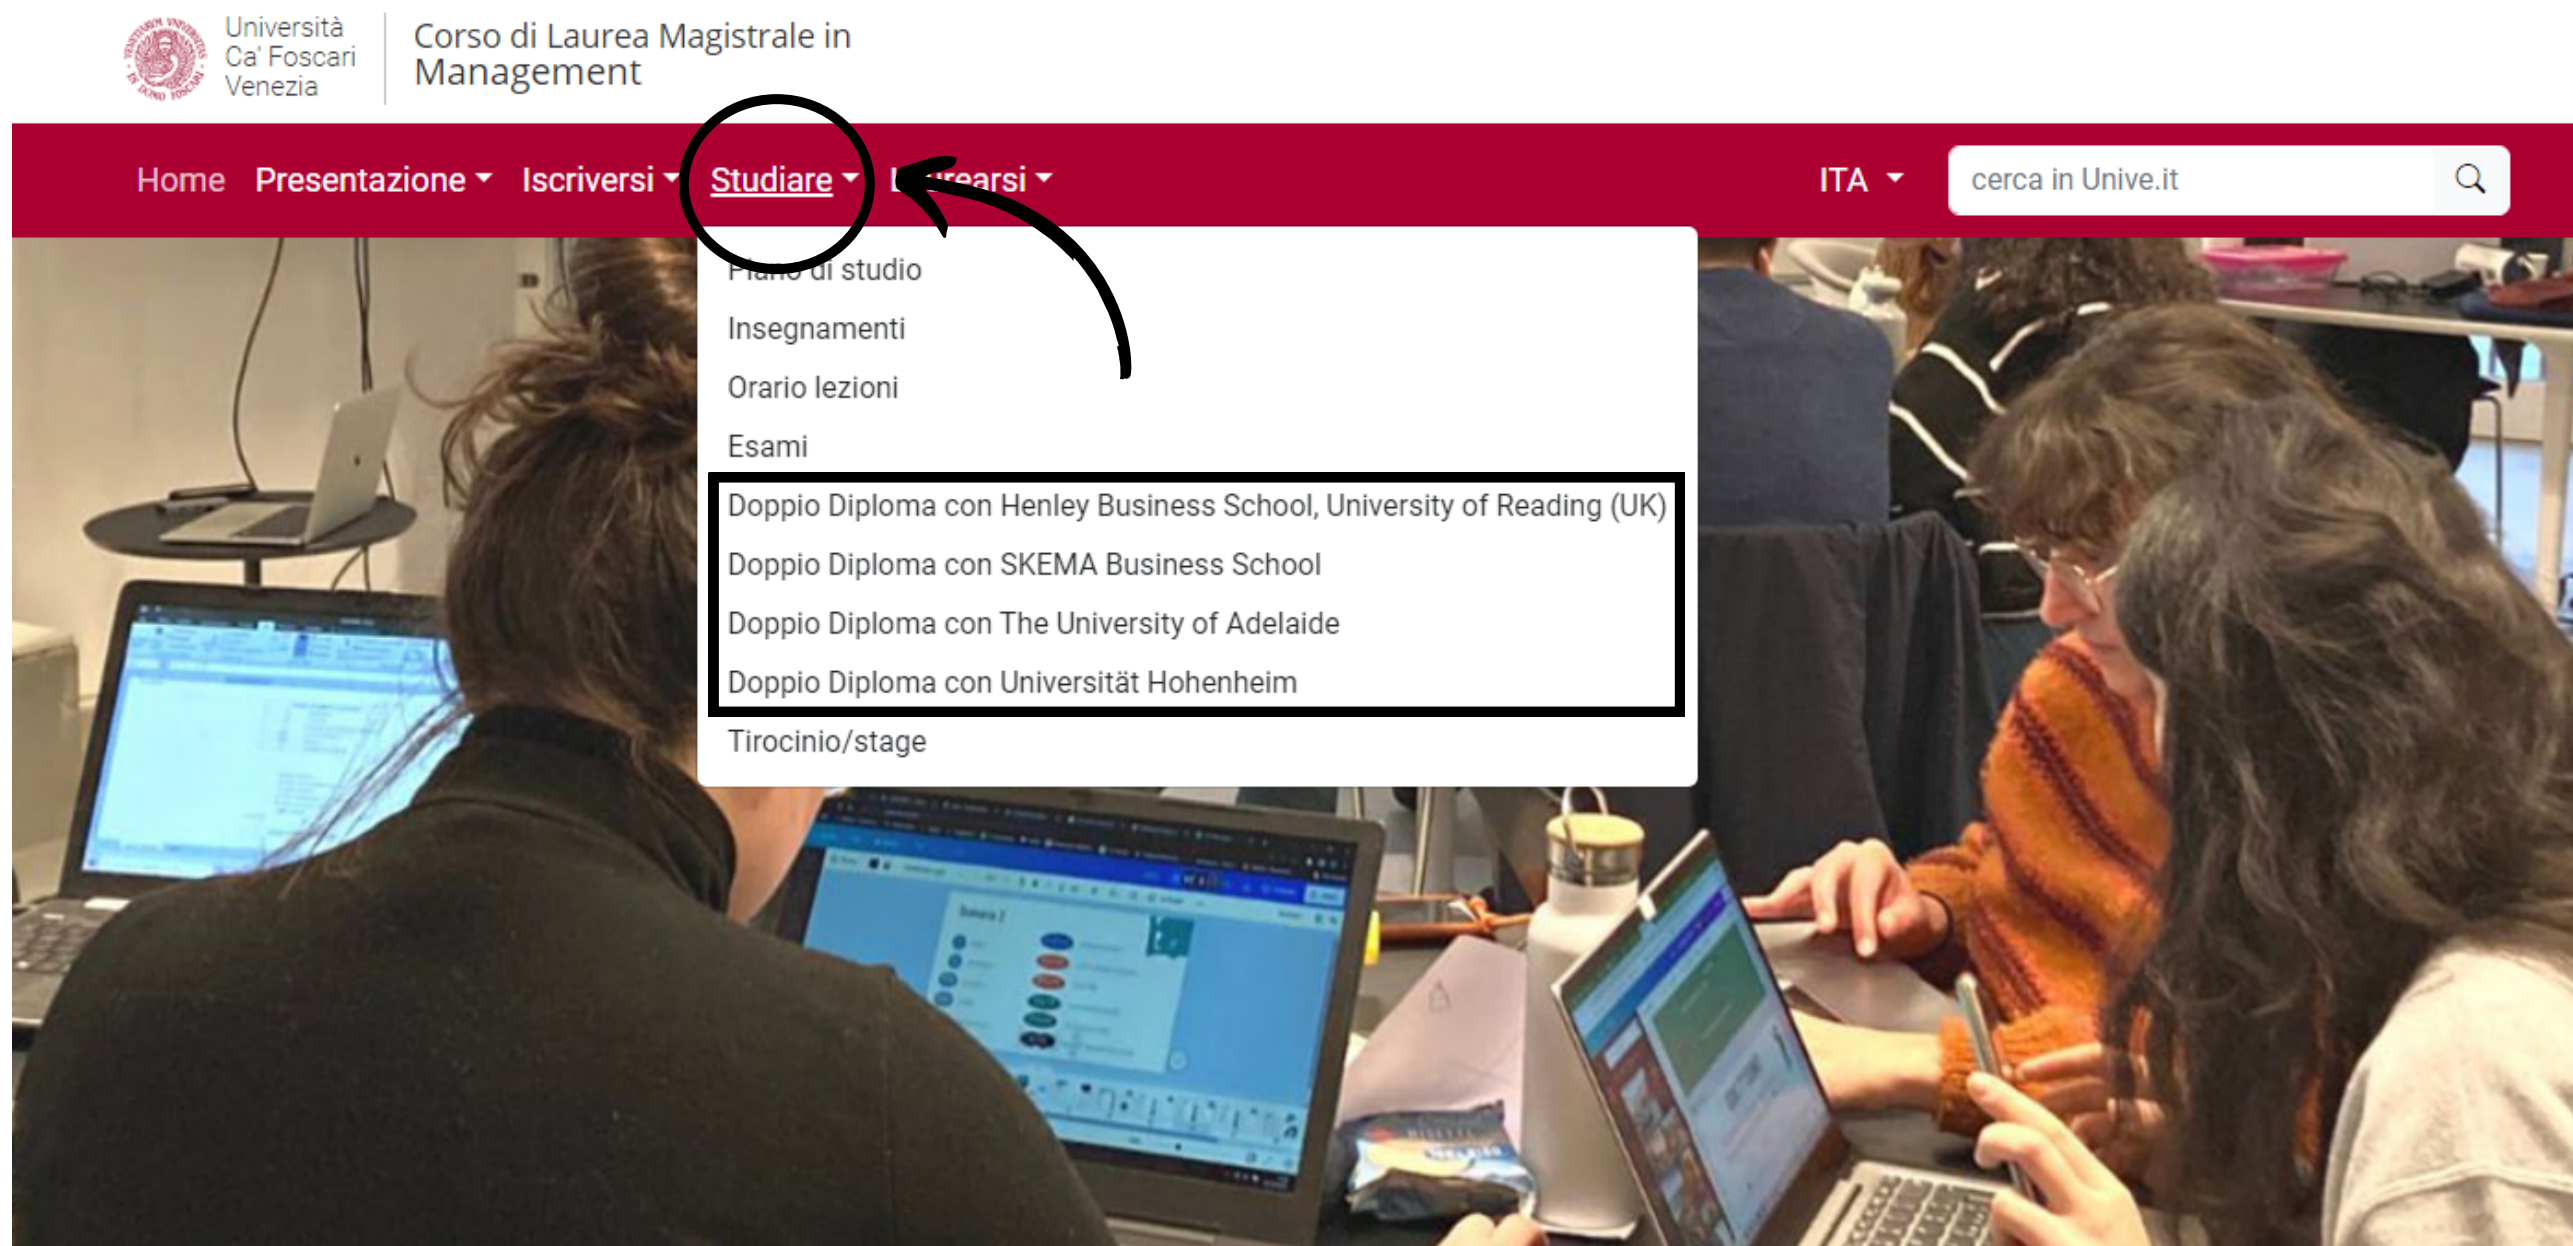 Università
Ca' Foscari
Venezia
Corso di Laurea Magistrale in
Management
Home Presentazione Iscriversi Studiare Laurearsi ITA cerca in Unive.it
Piano di studio
Insegnamenti
Orario lezioni
Esami
Doppio Diploma con Henley Business School, University of Reading (UK)
Doppio Diploma con SKEMA Business School
Doppio Diploma con The University of Adelaide
Doppio Diploma con Universität Hohenheim
Tirocinio/stage